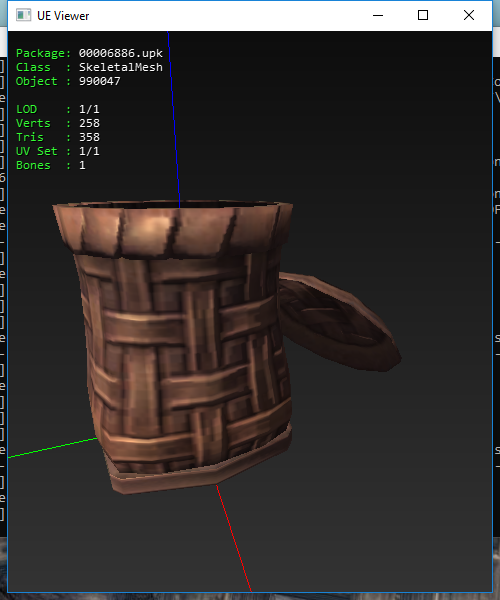 UE Viewer
Package: 00006886.upk
Class  : SkeletalMesh
Object : 990047
LOD    : 1/1
Verts  : 258
Tris   : 358
UV Set : 1/1
Bones  : 1